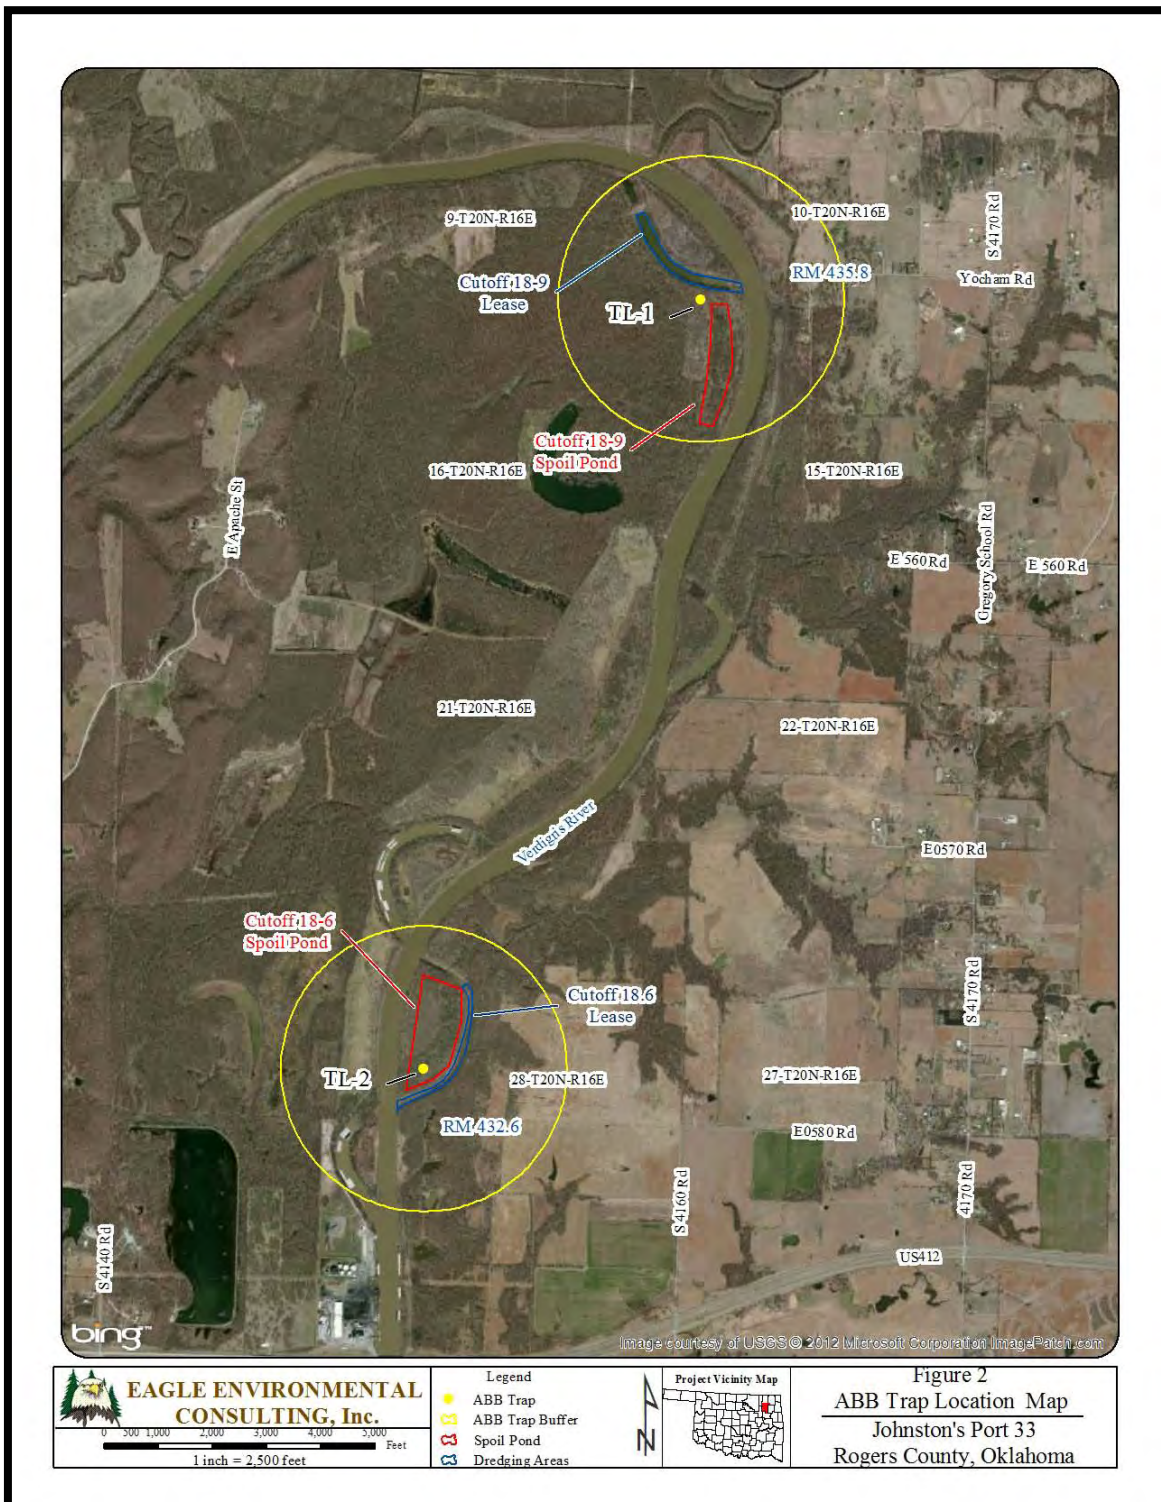 9-T20N-R16E
10-T20N-R16E
S 4170 Rd
Cutoff 18-9
Lease
RM 435.8
Yocham Rd
TL-1
Cutoff 18-9
Spoil Pond
16-T20N-R16E
15-T20N-R16E
E Apache St
Gregory School Rd
E 560 Rd
E 560 Rd
21-T20N-R16E
22-T20N-R16E
Verdigris River
E0570 Rd
Cutoff 18-6
Spoil Pond
Cutoff 18.6
Lease
S 4170 Rd
TL-2
28-T20N-R16E
27-T20N-R16E
RM 432.6
E0580 Rd
S 4160 Rd
4170 Rd
S 4140 Rd
US412
bing™
Image courtesy of USGS © 2012 Microsoft Corporation ImagePatch.com
EAGLE ENVIRONMENTAL
CONSULTING, Inc.
0 500 1,000 2,000 3,000 4,000 5,000
Feet
1 inch = 2,500 feet
Legend
ABB Trap
ABB Trap Buffer
Spoil Pond
Dredging Areas
N
Project Vicinity Map
Figure 2
ABB Trap Location Map
Johnston's Port 33
Rogers County, Oklahoma